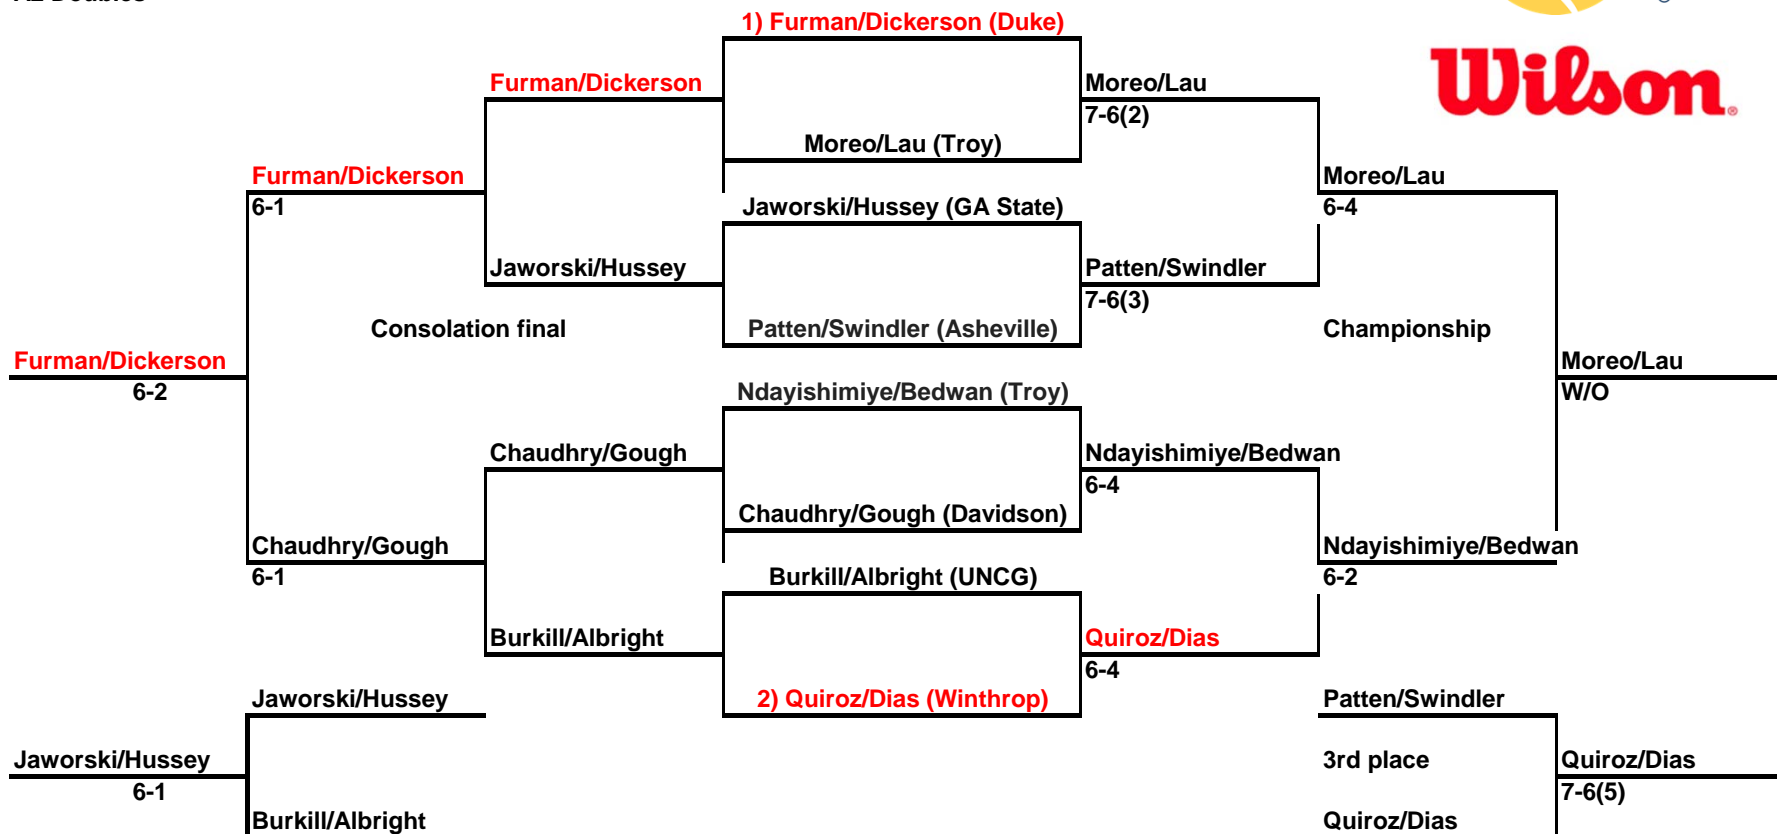 1) Furman/Dickerson (Duke)
Furman/Dickerson
Moreo/Lau
Wilson
7-6(2)
Moreo/Lau (Troy)
Furman/Dickerson
Moreo/Lau
6-1
Jaworski/Hussey (GA State)
6-4
Jaworski/Hussey
Patten/Swindler
7-6(3)
Consolation final
Patten/Swindler (Asheville)
Championship
Furman/Dickerson
Moreo/Lau
6-2
Ndayishimiye/Bedwan (Troy)
W/O
Chaudhry/Gough
Ndayishimiye/Bedwan
6-4
Chaudhry/Gough (Davidson)
Chaudhry/Gough
Ndayishimiye/Bedwan
6-1
Burkill/Albright (UNCG)
6-2
Burkill/Albright
Quiroz/Dias
6-4
Jaworski/Hussey
2) Quiroz/Dias (Winthrop)
Patten/Swindler
Jaworski/Hussey
3rd place
Quiroz/Dias
6-1
7-6(5)
Burkill/Albright
Quiroz/Dias